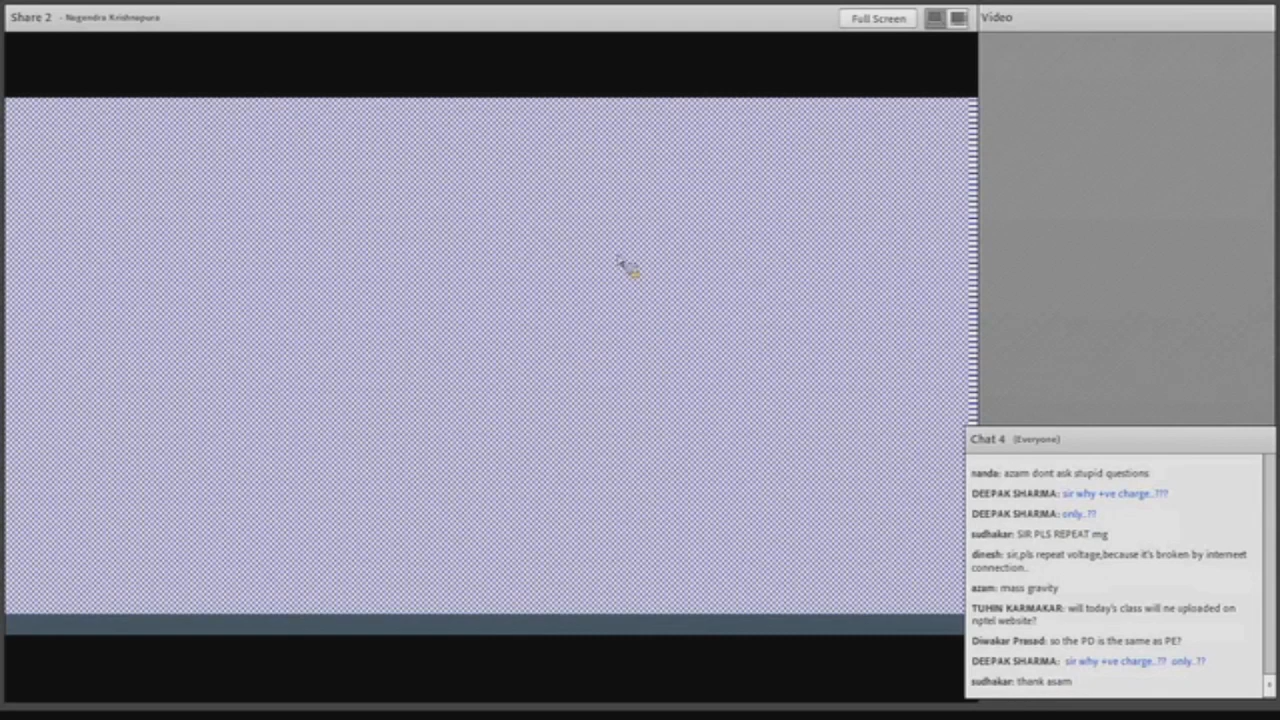 Share 2 - Nagendra Krishnapura
Full Screen
Video
Chat 4 (Everyone)
nanda: azam dont ask stupid questions
DEEPAK SHARMA: sir why +ve charge..???
DEEPAK SHARMA: only..??
sudhakar: SIR PLS REPEAT mg
dinesh: sir,pls repeat voltage,because it's broken by interneet
connection..
azam: mass gravity
TUHIN KARMAKAR: will today's class will ne uploaded on
nptel website?
Diwakar Prasad: so the PD is the same as PE?
DEEPAK SHARMA: sir why +ve charge..?? only..??
sudhakar: thank asam